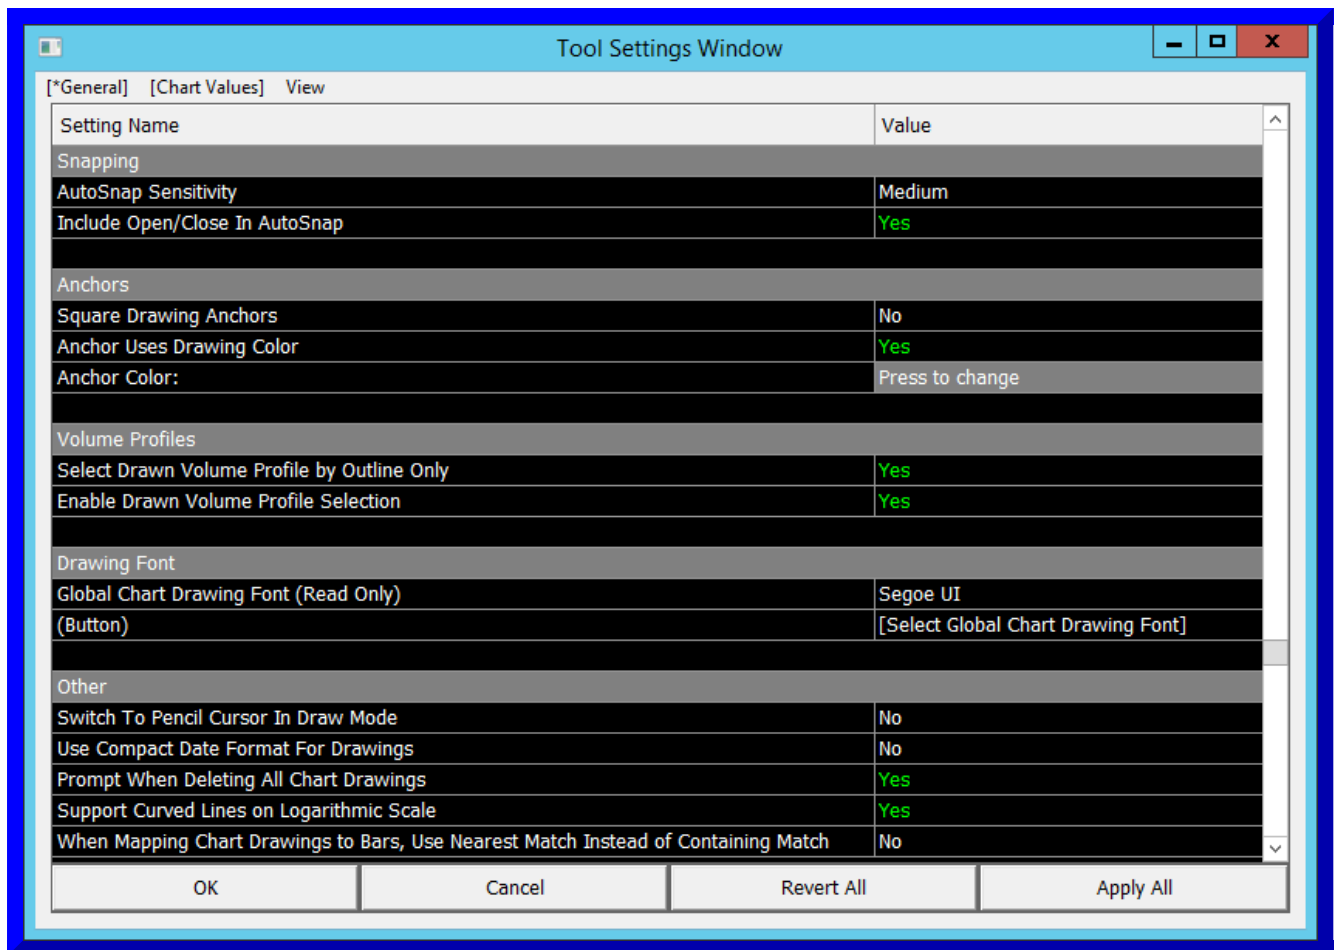 Tool Settings Window
[*General] [Chart Values] View
Setting Name Value
Snapping
AutoSnap Sensitivity Medium
Include Open/Close In AutoSnap Yes
Anchors
Square Drawing Anchors No
Anchor Uses Drawing Color Yes
Anchor Color: Press to change
Volume Profiles
Select Drawn Volume Profile by Outline Only Yes
Enable Drawn Volume Profile Selection Yes
Drawing Font
Global Chart Drawing Font (Read Only) Segoe UI
(Button) [Select Global Chart Drawing Font]
Other
Switch To Pencil Cursor In Draw Mode No
Use Compact Date Format For Drawings No
Prompt When Deleting All Chart Drawings Yes
Support Curved Lines on Logarithmic Scale Yes
When Mapping Chart Drawings to Bars, Use Nearest Match Instead of Containing Match No
OK Cancel Revert All Apply All